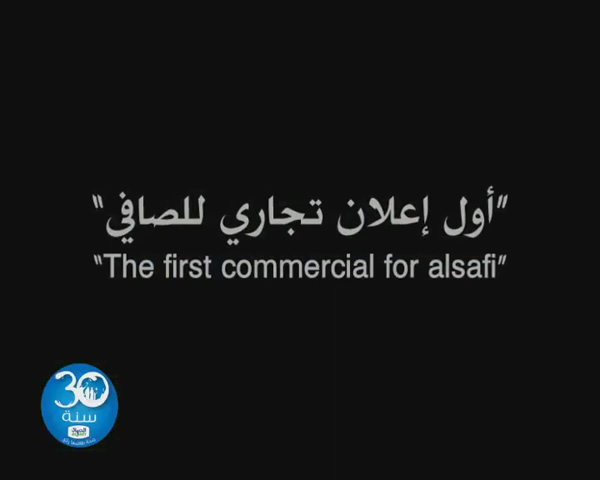 "أول إعلان تجاري للصافي"
"The first commercial for alsafi"
30
سنة